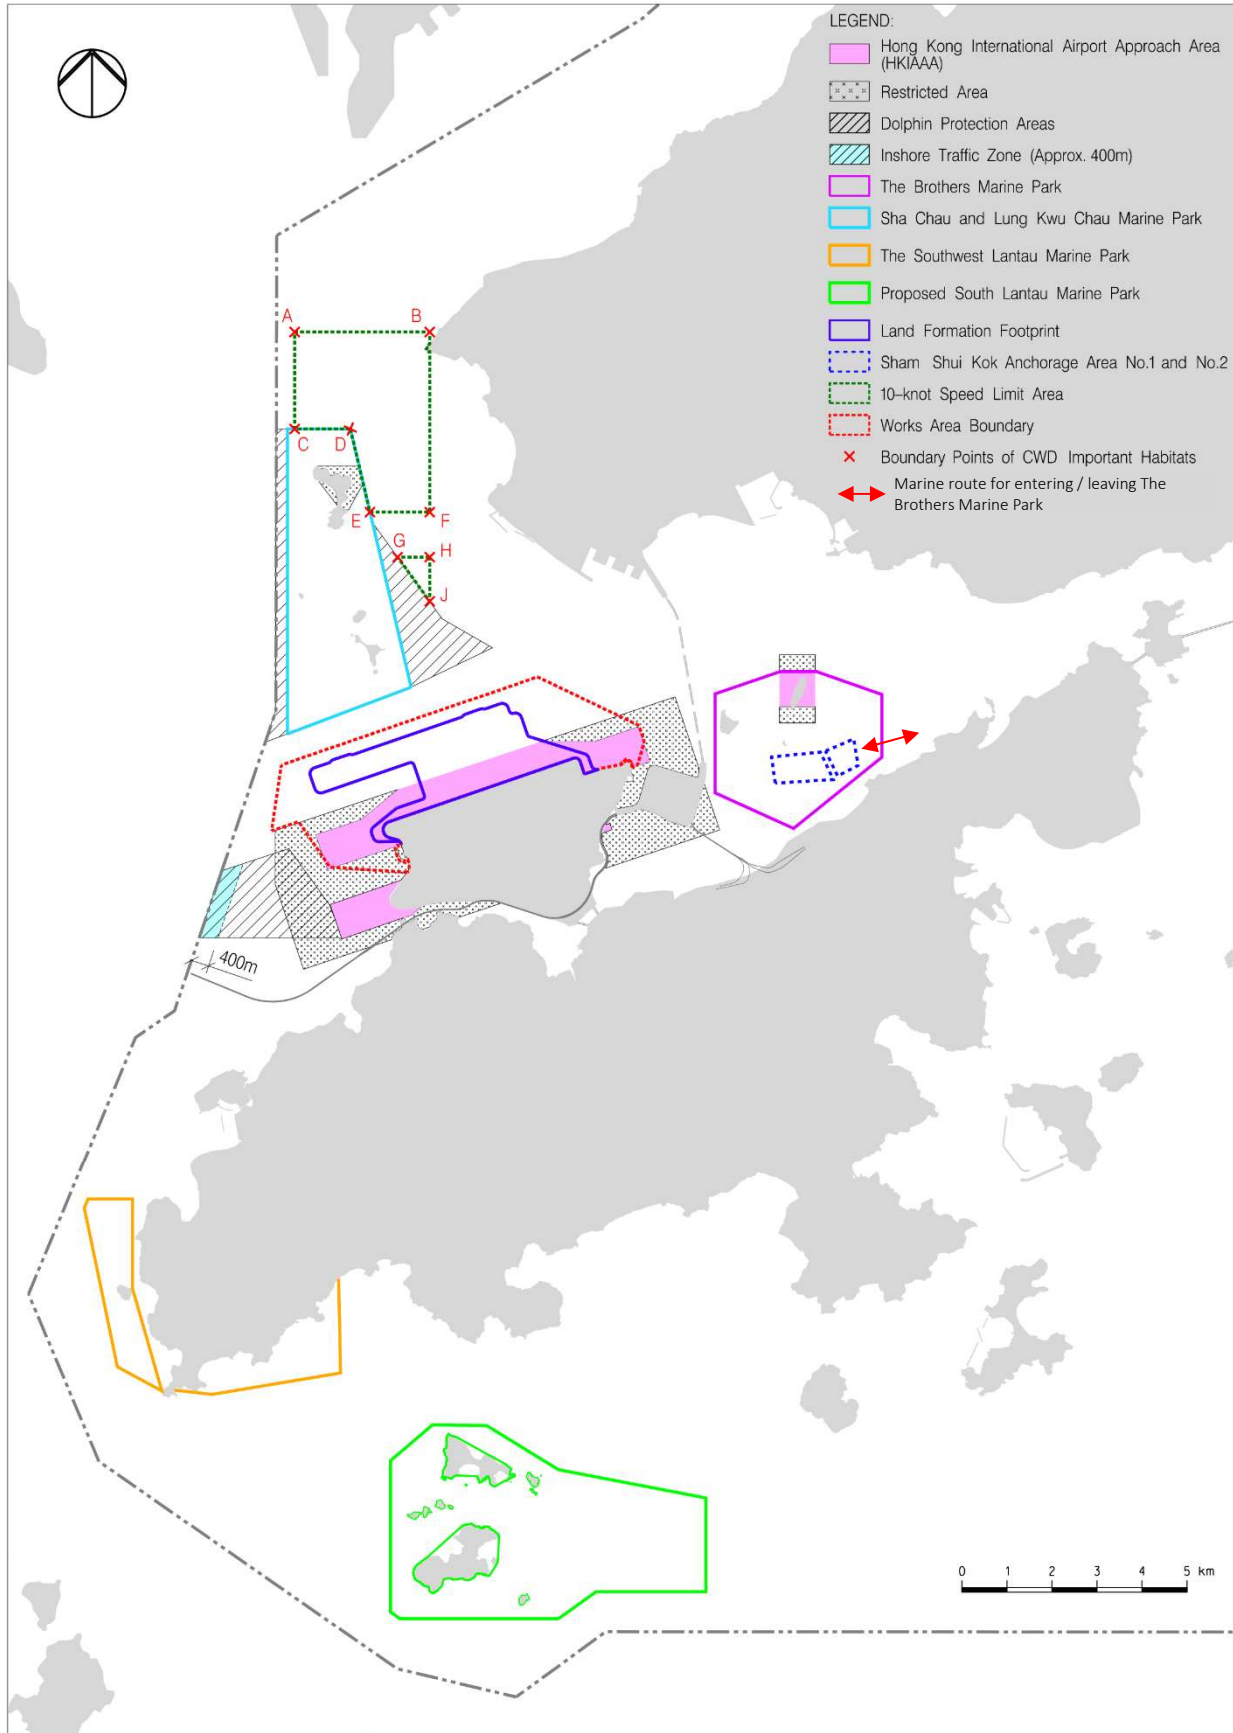 LEGEND:
Hong Kong International Airport Approach Area
(HKIAAA)
Restricted Area
Dolphin Protection Areas
Inshore Traffic Zone (Approx. 400m)
The Brothers Marine Park
Sha Chau and Lung Kwu Chau Marine Park
The Southwest Lantau Marine Park
Proposed South Lantau Marine Park
Land Formation Footprint
Sham Shui Kok Anchorage Area No.1 and No.2
10-knot Speed Limit Area
Works Area Boundary
Boundary Points of CWD Important Habitats
Marine route for entering / leaving The
Brothers Marine Park
A
B
C
D
E
F
G
H
J
400m
0 1 2 3 4 5 km